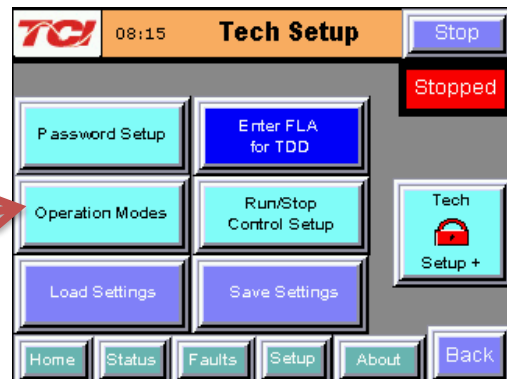 TCI 08:15 Tech Setup Stop
Stopped
Password Setup
Enter FLA
for TDD
Operation Modes
Run/Stop
Control Setup
Tech
Setup +
Load Settings
Save Settings
Home Status Faults Setup About Back